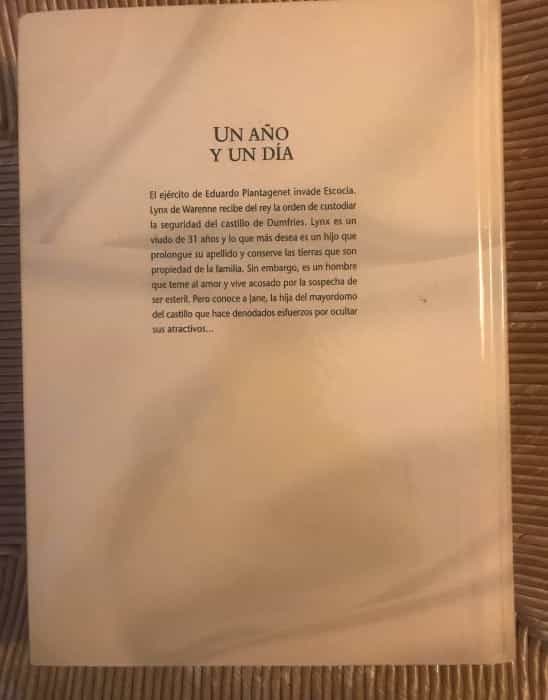 UN AÑO
Y UN DÍA
El ejército de Eduardo Plantagenet invade Escocia.
Lynx de Warenne recibe del rey la orden de custodiar
la seguridad del castillo de Dumfries. Lynx es un
viudo de 31 años y lo que más desea es un hijo que
prolongue su apellido y conserve las tierras que son
propiedad de la familia. Sin embargo, es un hombre
que teme al amor y vive acosado por la sospecha de
ser esteril. Pero conoce a Jane, la hija del mayordomo
del castillo que hace denodados esfuerzos por ocultar
sus atractivos...